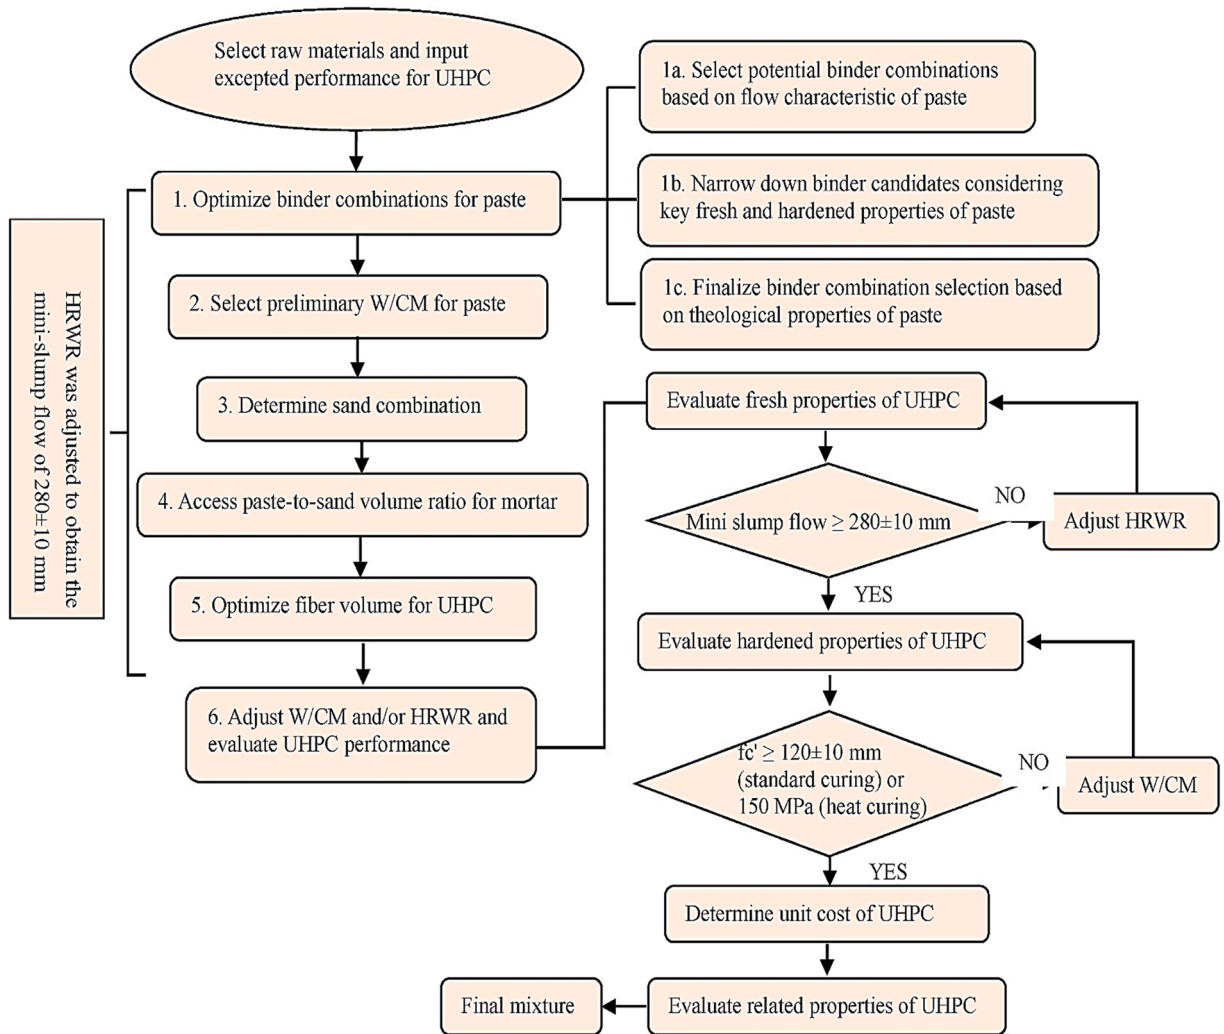 Select raw materials and input
excepted performance for UHPC
1. Optimize binder combinations for paste
1a. Select potential binder combinations
based on flow characteristic of paste
1b. Narrow down binder candidates considering
key fresh and hardened properties of paste
1c. Finalize binder combination selection based
on theological properties of paste
HRWR was adjusted to obtain the
mini-slump flow of 280±10 mm
2. Select preliminary W/CM for paste
3. Determine sand combination
4. Access paste-to-sand volume ratio for mortar
5. Optimize fiber volume for UHPC
6. Adjust W/CM and/or HRWR and
evaluate UHPC performance
Evaluate fresh properties of UHPC
Mini slump flow ≥ 280±10 mm
NO
Adjust HRWR
YES
Evaluate hardened properties of UHPC
fc' ≥ 120±10 mm
(standard curing) or
150 MPa (heat curing)
NO
Adjust W/CM
YES
Determine unit cost of UHPC
Evaluate related properties of UHPC
Final mixture